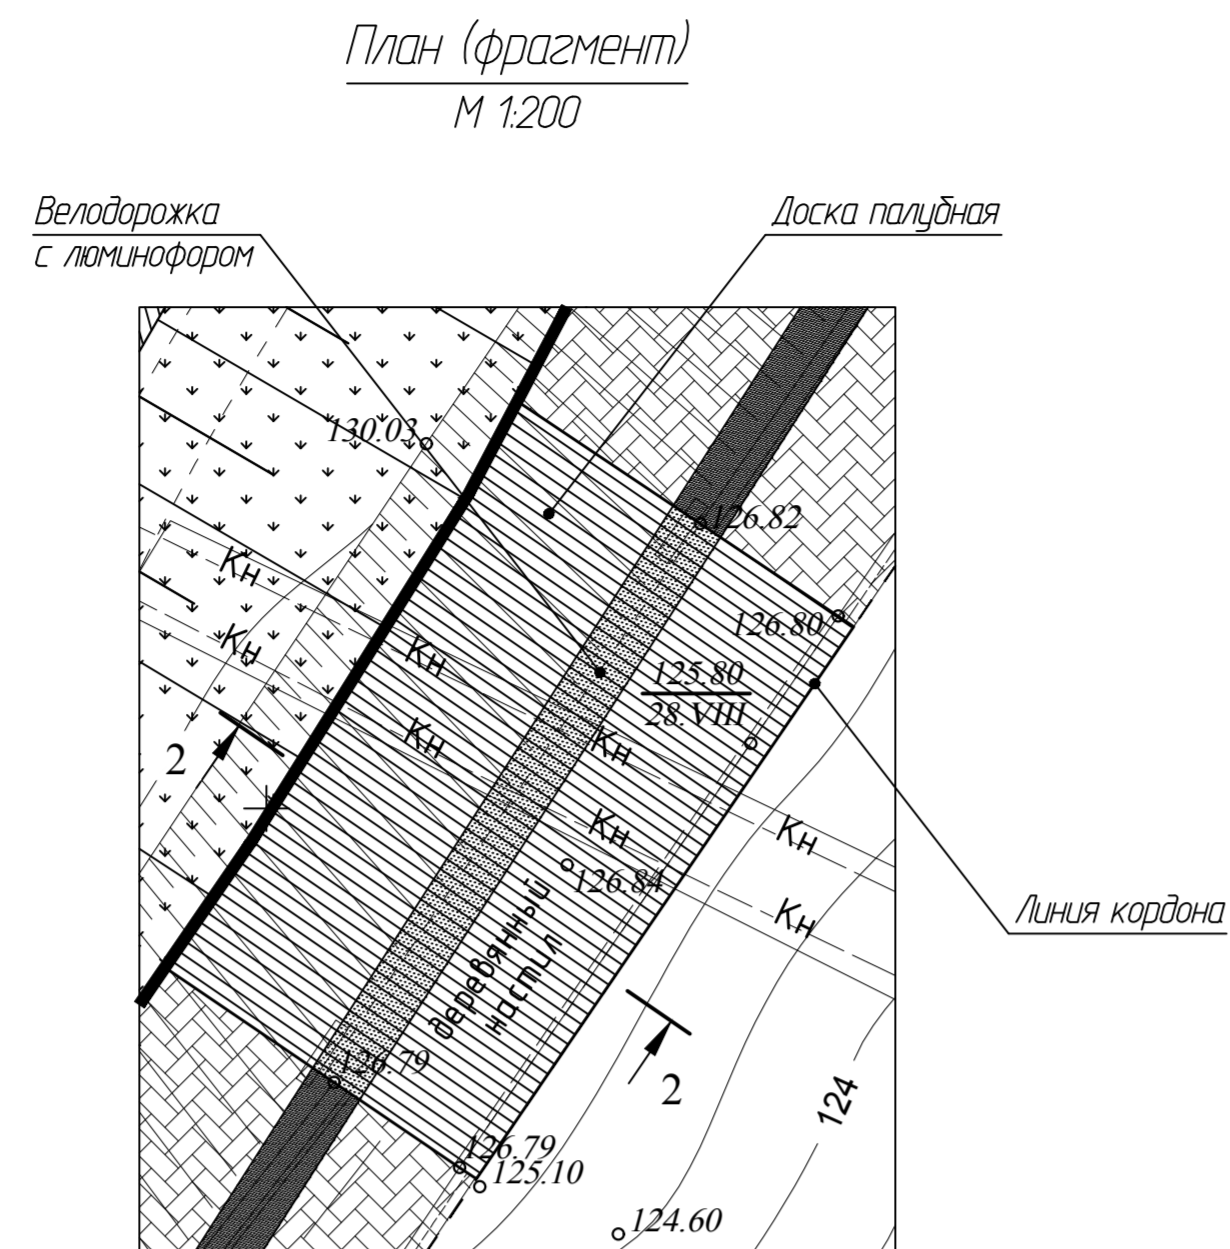 План (фрагмент)
М 1:200
Велодорожка
с люминофором
Доска палубная
130.03
126.82
Кн
126.80
Кн
Кн
125.80
28.VIII
Кн
Кн
2
Кн
Кн
126.84
деревянный
настил
Кн
Линия кордона
126.79
2
124
126.79
125.10
124.60